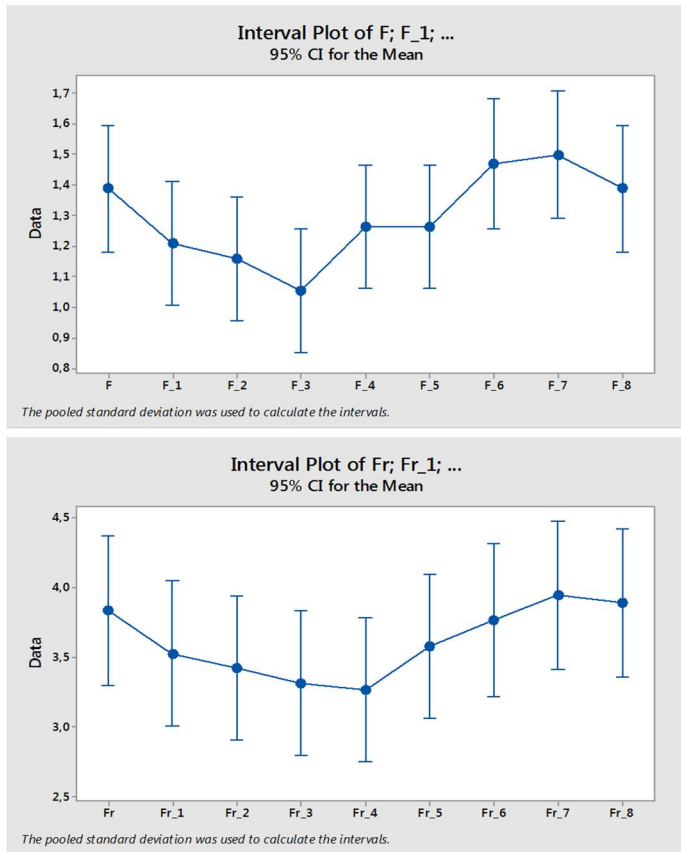 Interval Plot of F; F_1; ...
95% CI for the Mean
1,7
1,6
1,5
1,4
1,3
1,2
1,1
1,0
0,9
0,8
Data
F F_1 F_2 F_3 F_4 F_5 F_6 F_7 F_8
The pooled standard deviation was used to calculate the intervals.
Interval Plot of Fr; Fr_1; ...
95% CI for the Mean
4,5
4,0
3,5
3,0
2,5
Data
Fr Fr_1 Fr_2 Fr_3 Fr_4 Fr_5 Fr_6 Fr_7 Fr_8
The pooled standard deviation was used to calculate the intervals.